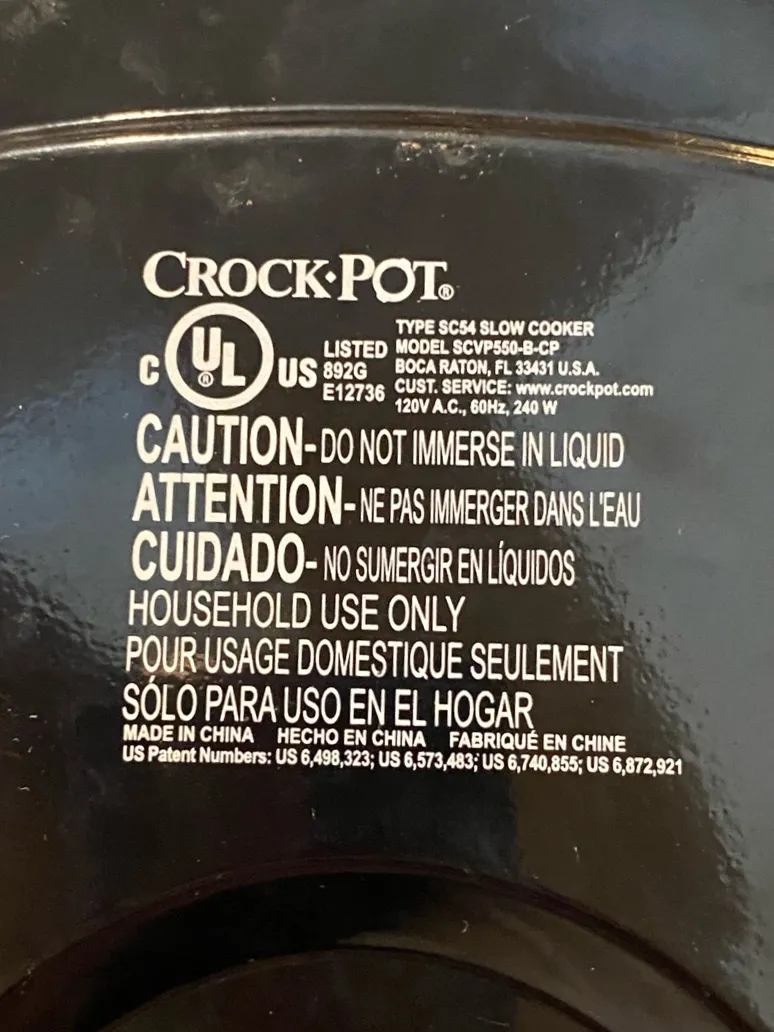 CROCK·POT®
C UL® US
LISTED
892G
E12736
TYPE SC54 SLOW COOKER
MODEL SCVP550-B-CP
BOCA RATON, FL 33431 U.S.A.
CUST. SERVICE: www.crockpot.com
120V A.C., 60Hz, 240 W
CAUTION-DO NOT IMMERSE IN LIQUID
ATTENTION-NE PAS IMMERGER DANS L'EAU
CUIDADO-NO SUMERGIR EN LÍQUIDOS
HOUSEHOLD USE ONLY
POUR USAGE DOMESTIQUE SEULEMENT
SÓLO PARA USO EN EL HOGAR
MADE IN CHINA HECHO EN CHINA FABRIQUÉ EN CHINE
US Patent Numbers: US 6,498,323; US 6,573,483; US 6,740,855; US 6,872,921